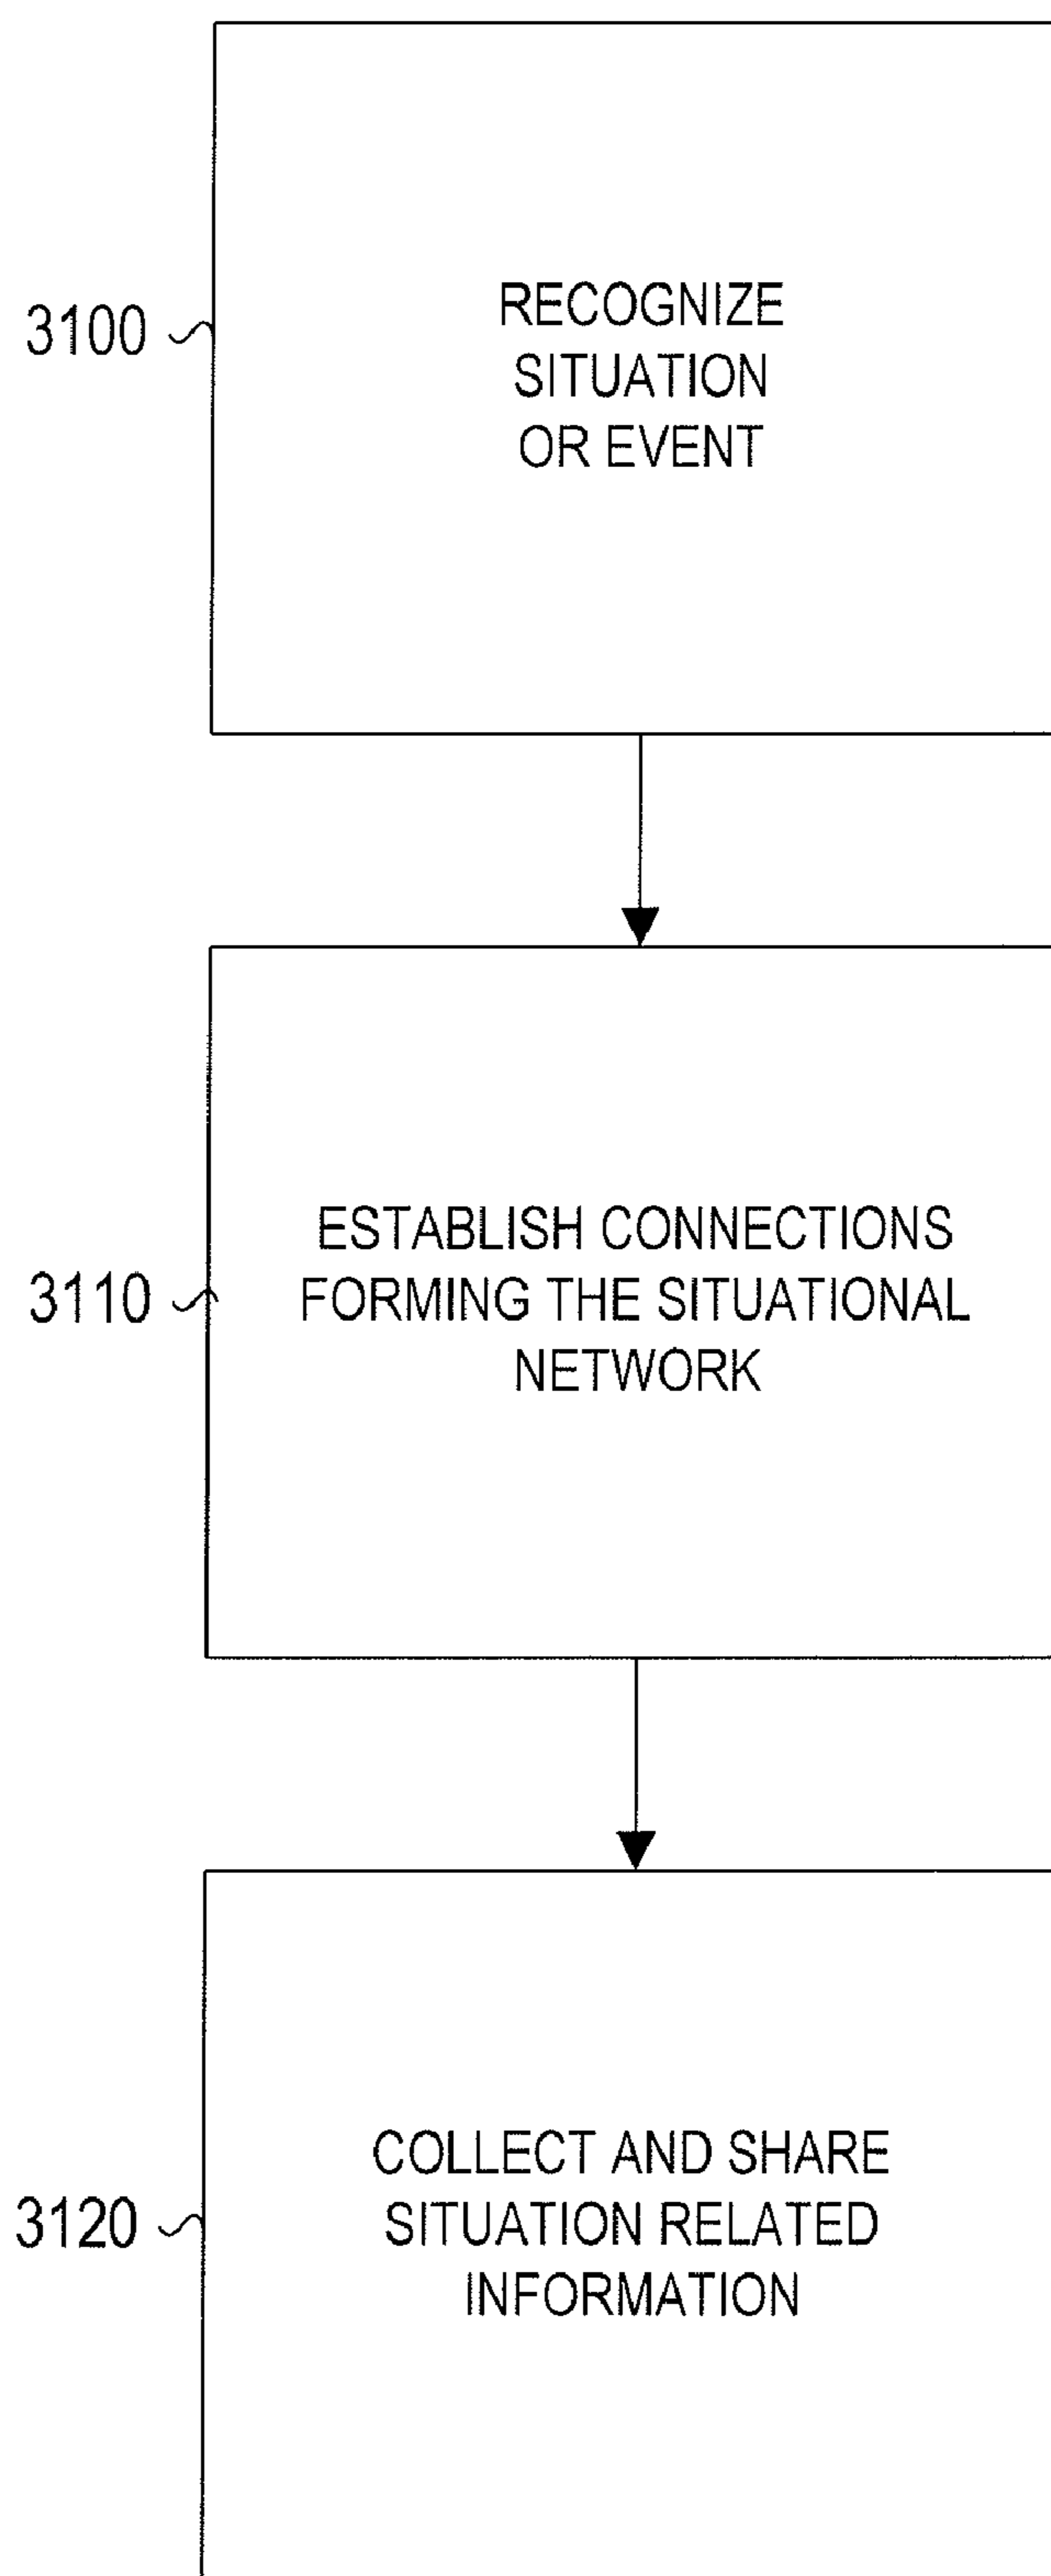 3100
RECOGNIZE
SITUATION
OR EVENT
3110
ESTABLISH CONNECTIONS
FORMING THE SITUATIONAL
NETWORK
3120
COLLECT AND SHARE
SITUATION RELATED
INFORMATION